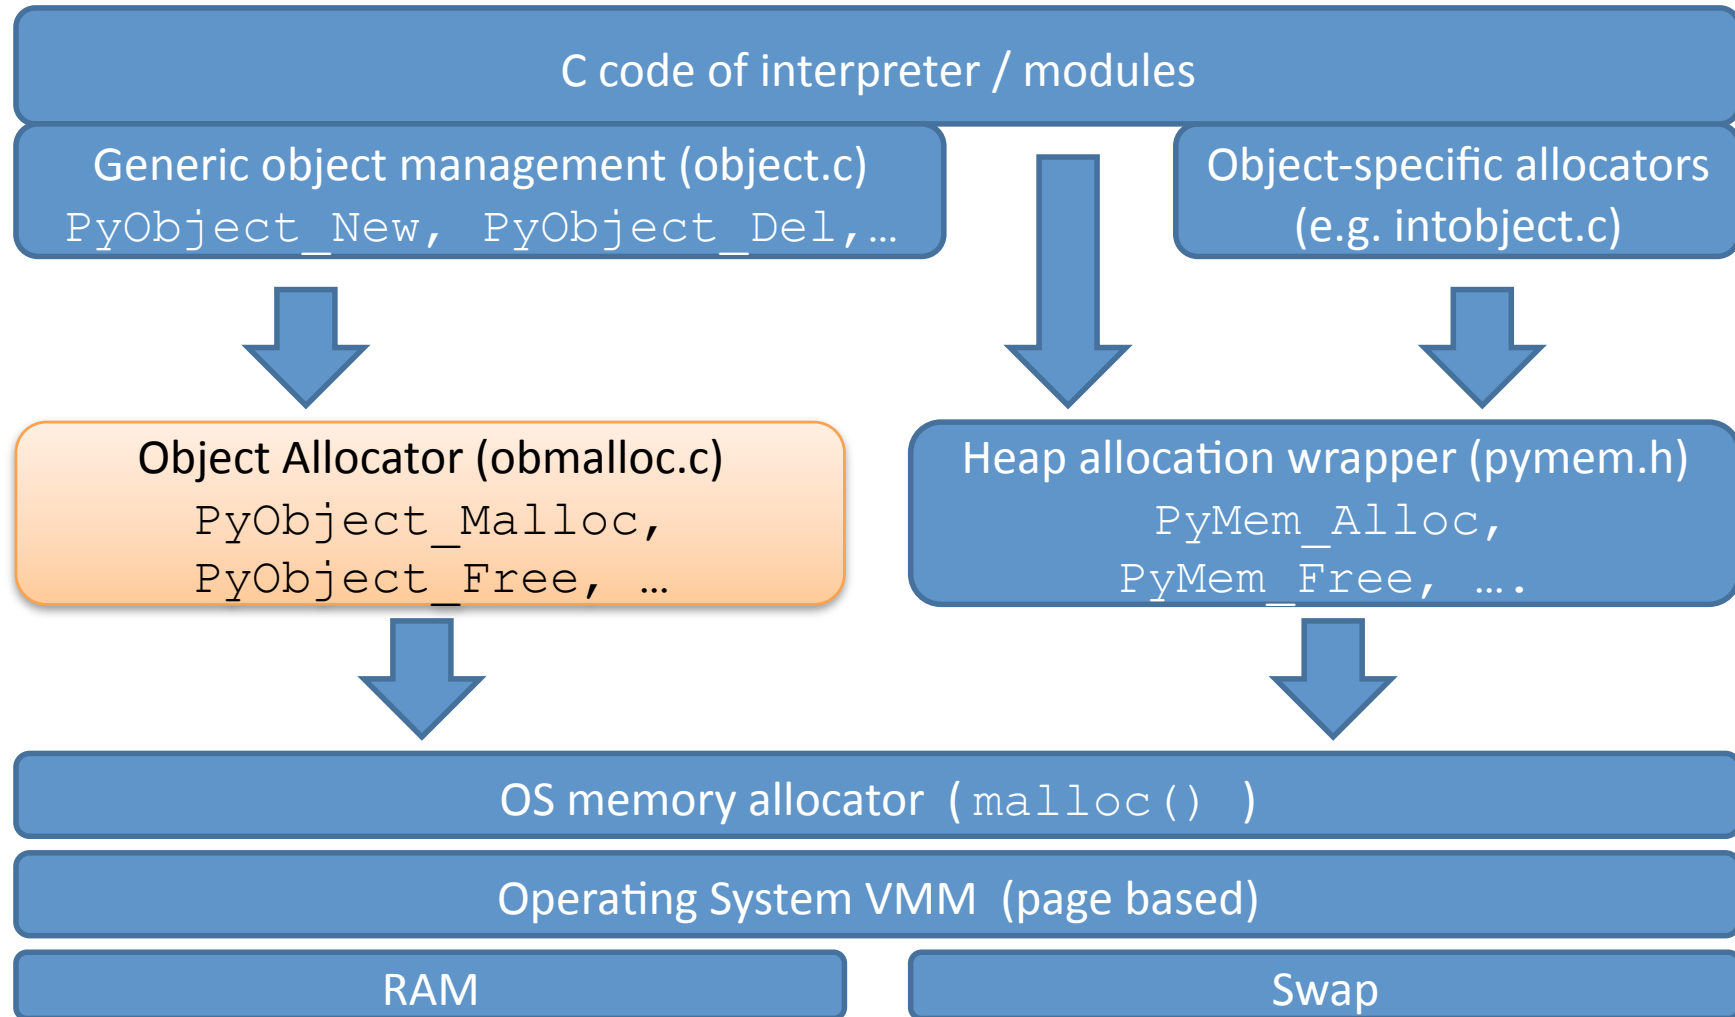 C code of interpreter / modules
Generic object management (object.c)
PyObject_New, PyObject_Del,…
Object-specific allocators
(e.g. intobject.c)
Object Allocator (obmalloc.c)
PyObject_Malloc,
PyObject_Free, …
Heap allocation wrapper (pymem.h)
PyMem_Alloc,
PyMem_Free, ….
OS memory allocator ( malloc() )
Operating System VMM (page based)
RAM
Swap